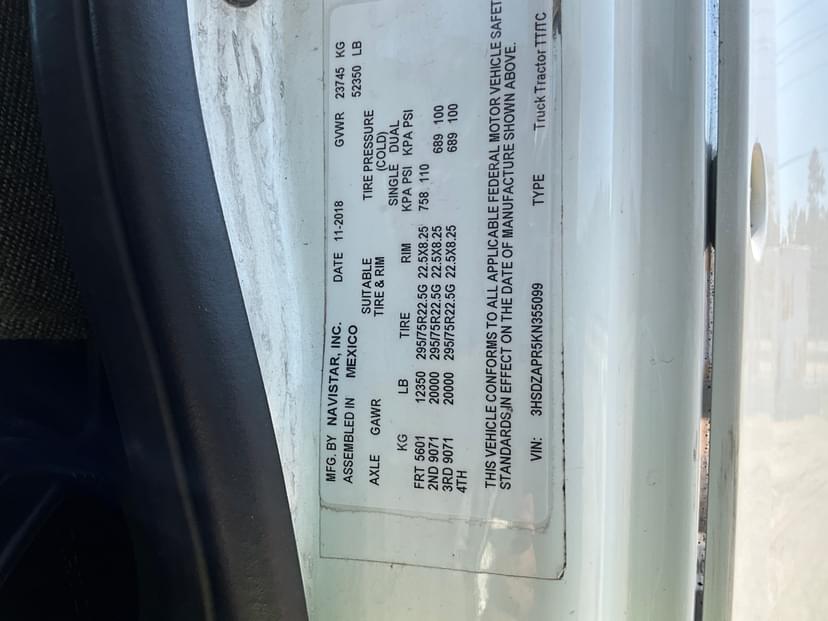 MFG. BY NAVISTAR, INC. DATE 11-2018 GVWR 23745 KG
ASSEMBLED IN MEXICO 52350 LB
SUITABLE TIRE PRESSURE
AXLE GAWR TIRE & RIM (COLD)
SINGLE DUAL
KG LB TIRE RIM KPA PSI KPA PSI
FRT 5601 12350 295/75R22.5G 22.5X8.25 758 110
2ND 9071 20000 295/75R22.5G 22.5X8.25 689 100
3RD 9071 20000 295/75R22.5G 22.5X8.25 689 100
4TH
THIS VEHICLE CONFORMS TO ALL APPLICABLE FEDERAL MOTOR VEHICLE SAFET
STANDARDS IN EFFECT ON THE DATE OF MANUFACTURE SHOWN ABOVE.
VIN: 3HSDZAPR5KN355099 TYPE Truck Tractor TT/TC